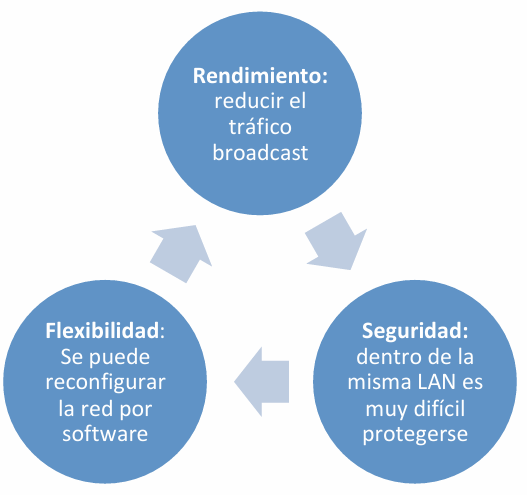 Rendimiento:
reducir el
tráfico
broadcast
Seguridad:
dentro de la
misma LAN es
muy difícil
protegerse
Flexibilidad:
Se puede
reconfigurar
la red por
software